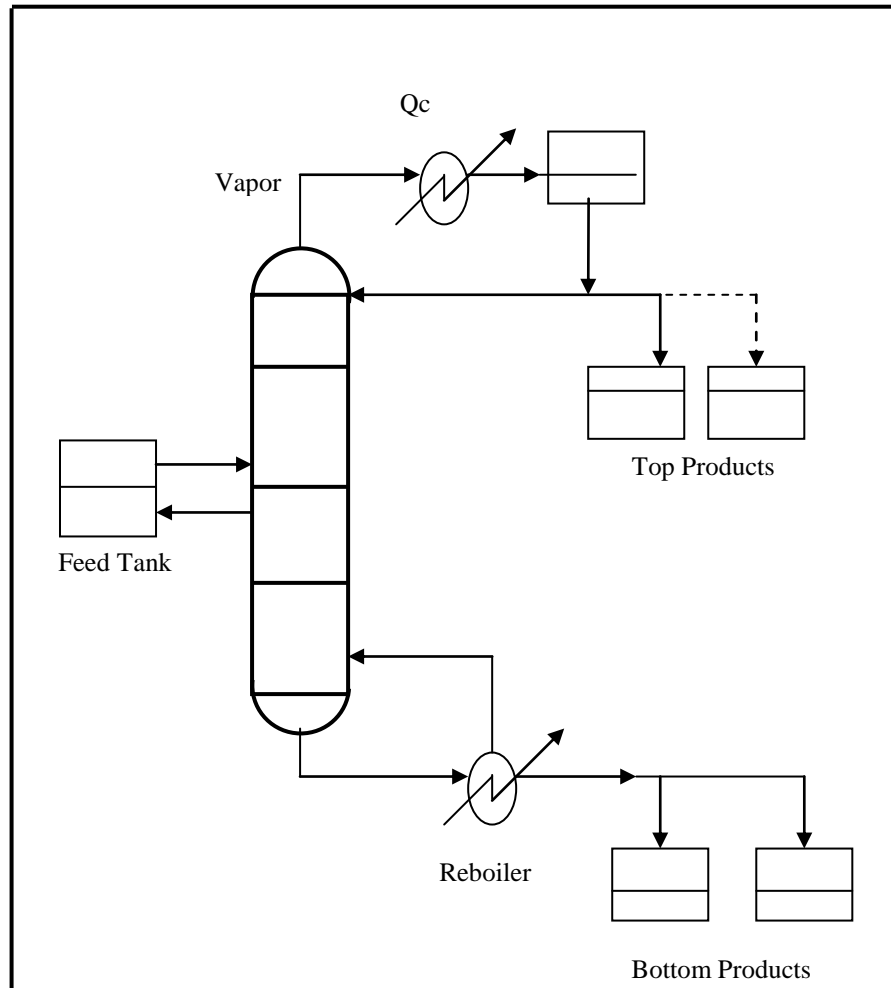 Qc
Vapor
Top Products
Feed Tank
Reboiler
Bottom Products